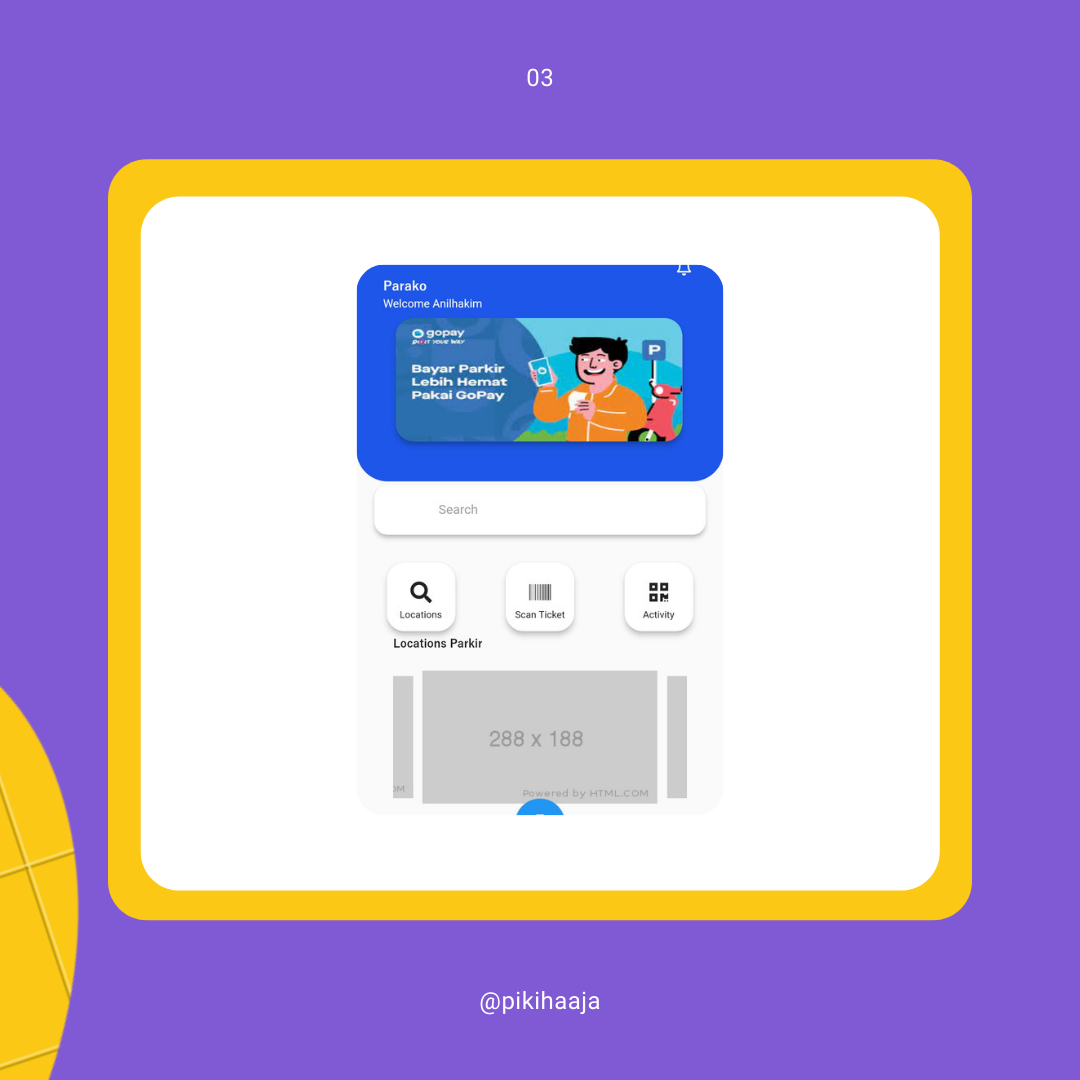 03
Parako
Welcome Anilhakim
gopay
Bayar Parkir
Lebih Hemat
Pakai GoPay
P
Search
Locations
Scan Ticket
Activity
Locations Parkir
288 x 188
OM
Powered by HTML.COM
@pikihaaja